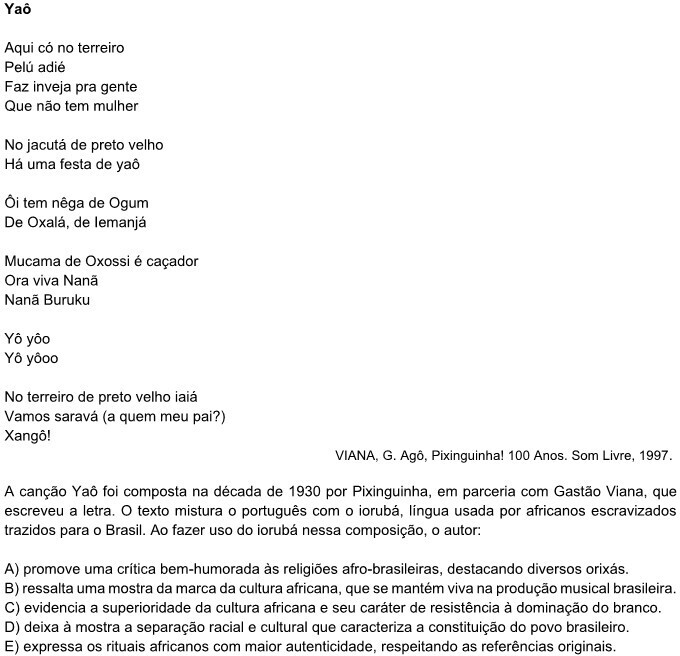 Yaô
Aqui có no terreiro
Pelú adié
Faz inveja pra gente
Que não tem mulher
No jacutá de preto velho
Há uma festa de yaô
Ôi tem nêga de Ogum
De Oxalá, de Iemanjá
Mucama de Oxossi é caçador
Ora viva Nanã
Nanã Buruku
Yô yôo
Yô yôoo
No terreiro de preto velho iaiá
Vamos saravá (a quem meu pai?)
Xangô!
VIANA, G. Agô, Pixinguinha! 100 Anos. Som Livre, 1997.
A canção Yaô foi composta na década de 1930 por Pixinguinha, em parceria com Gastão Viana, que
escreveu a letra. O texto mistura o português com o iorubá, língua usada por africanos escravizados
trazidos para o Brasil. Ao fazer uso do iorubá nessa composição, o autor:
A) promove uma crítica bem-humorada às religiões afro-brasileiras, destacando diversos orixás.
B) ressalta uma mostra da marca da cultura africana, que se mantém viva na produção musical brasileira.
C) evidencia a superioridade da cultura africana e seu caráter de resistência à dominação do branco.
D) deixa à mostra a separação racial e cultural que caracteriza a constituição do povo brasileiro.
E) expressa os rituais africanos com maior autenticidade, respeitando as referências originais.